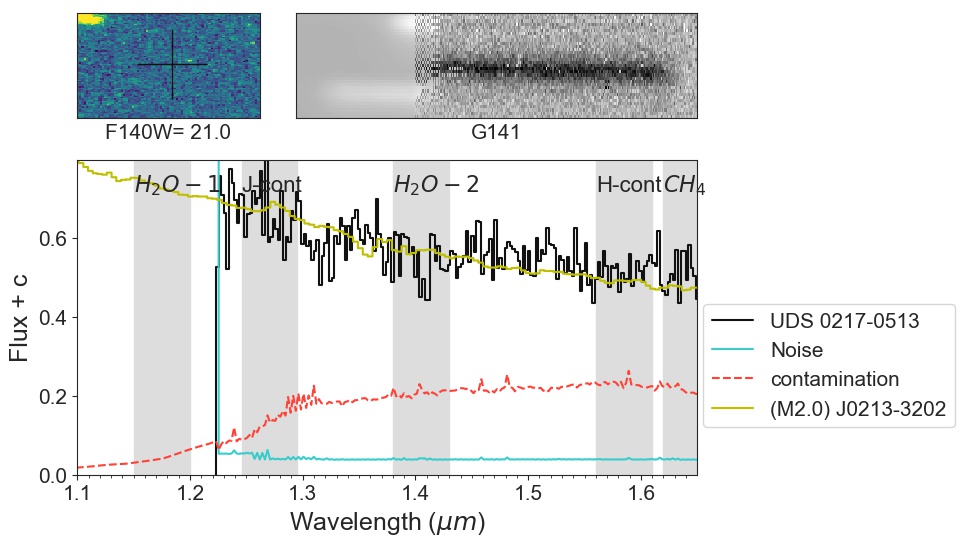 F140W= 21.0
G141
H₂O − 1
J-cont
H₂O − 2
H-cont
CH₄
0.6
0.4
0.2
0.0
Flux + c
1.1
1.2
1.3
1.4
1.5
1.6
Wavelength (μm)
UDS 0217-0513
Noise
contamination
(M2.0) J0213-3202